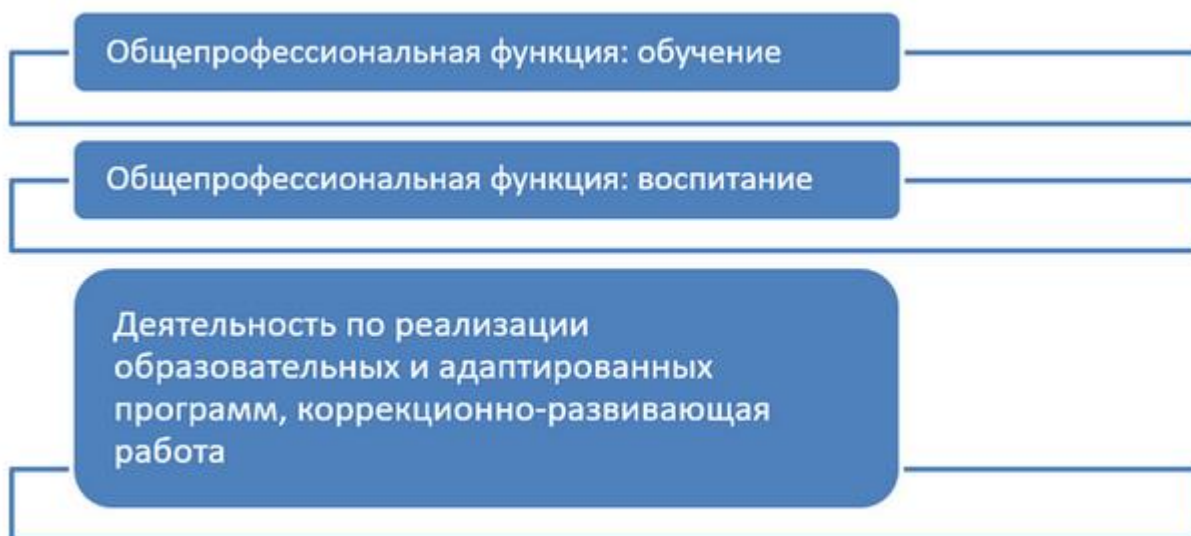 Общепрофессиональная функция: обучение
Общепрофессиональная функция: воспитание
Деятельность по реализации
образовательных и адаптированных
программ, коррекционно-развивающая
работа